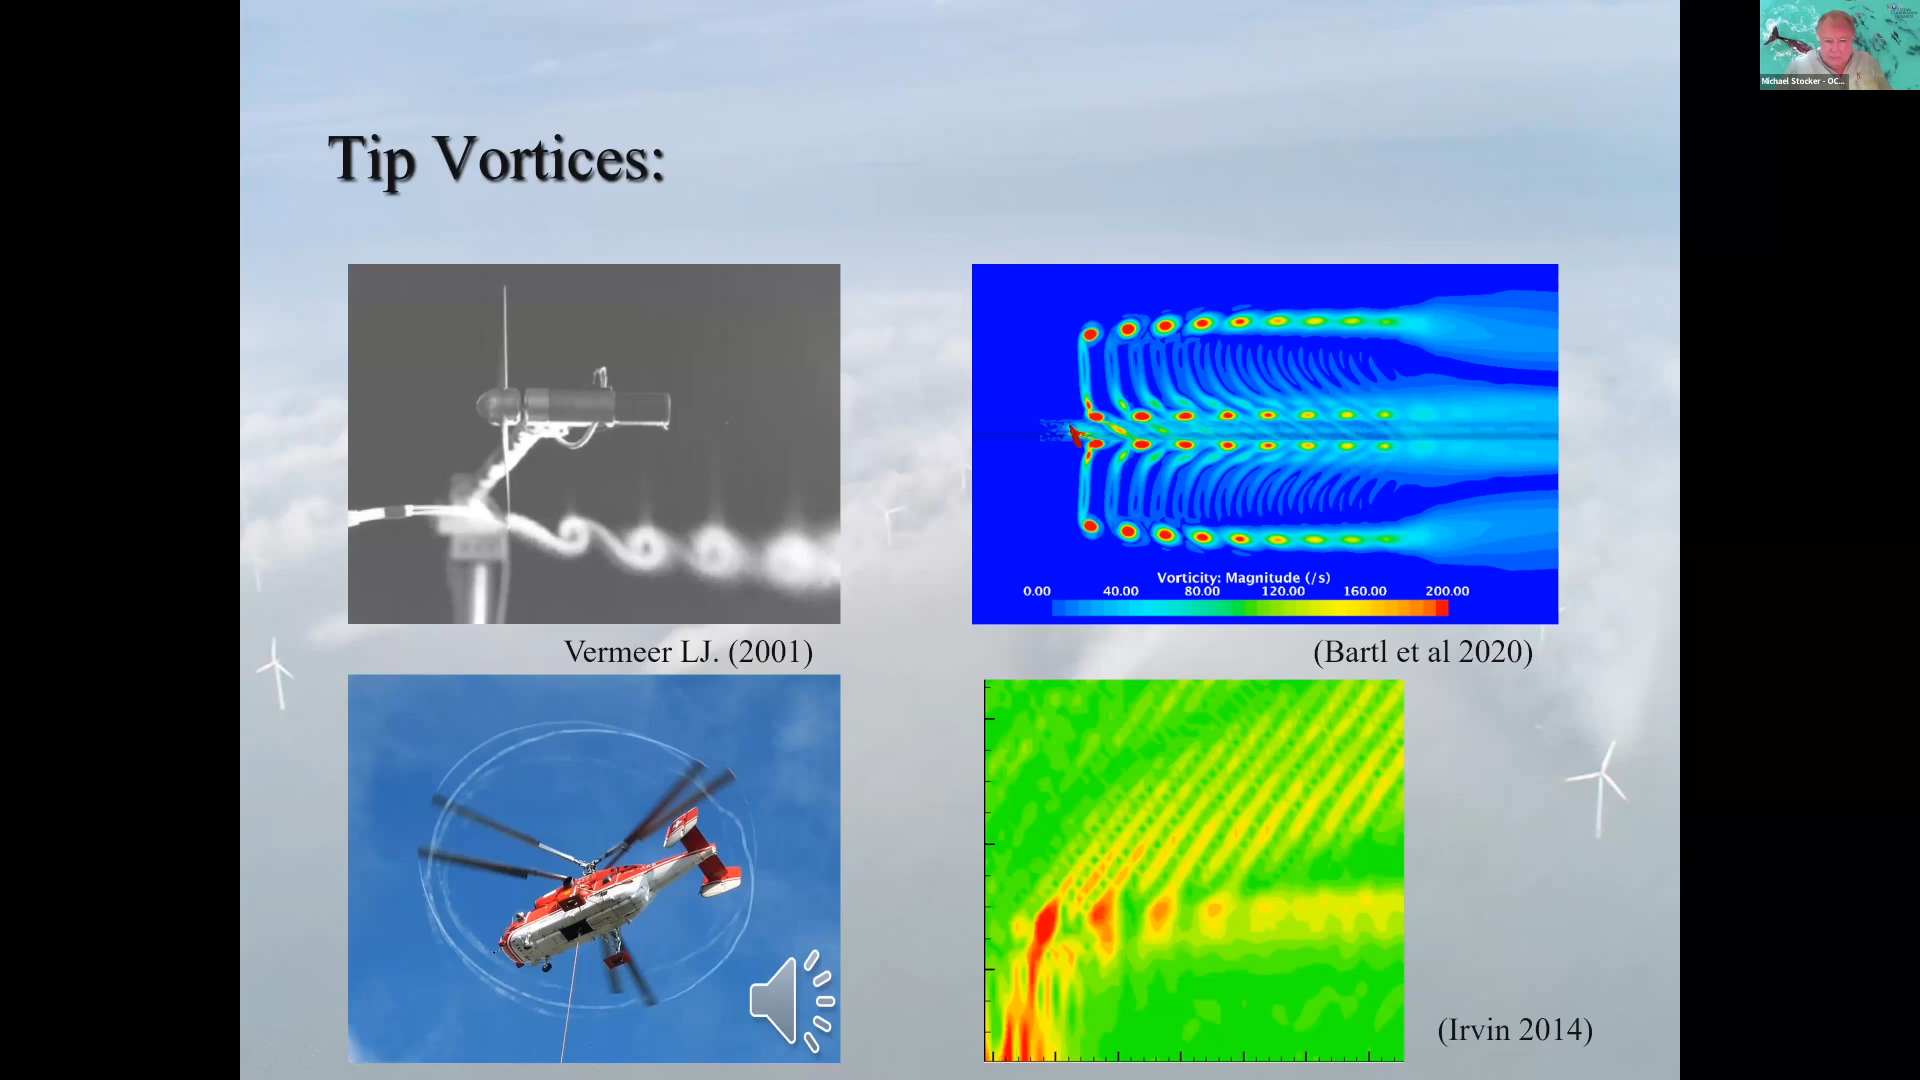 Michael Stocker - OC...
Tip Vortices:
Vorticity: Magnitude (/s)
0.00 40.00 80.00 120.00 160.00 200.00
Vermeer LJ. (2001)
(Bartl et al 2020)
(Irvin 2014)